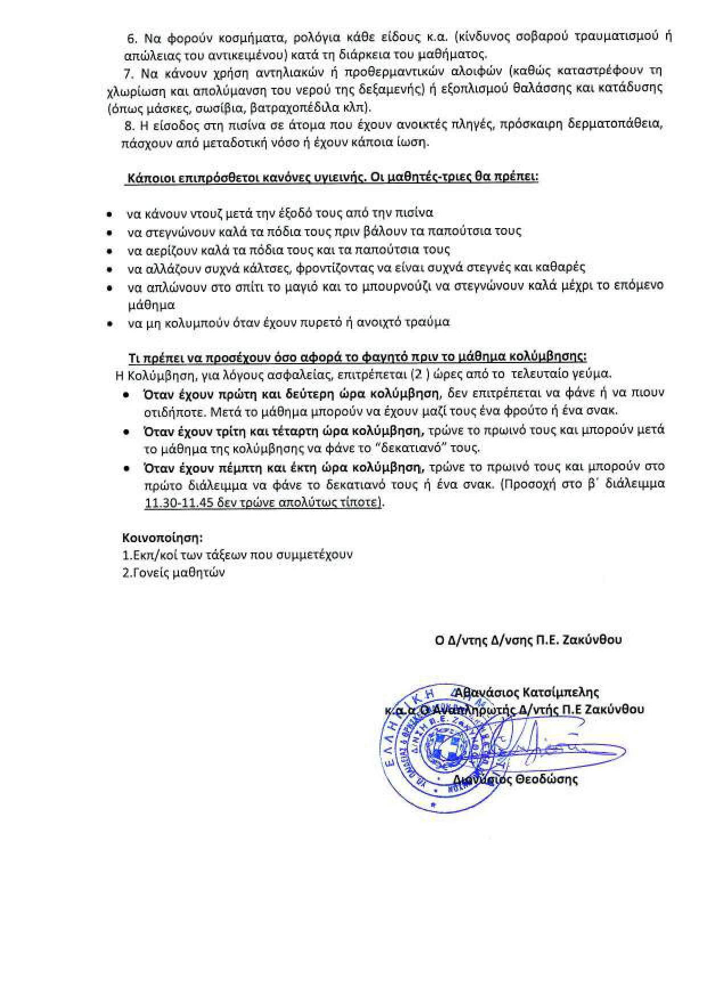 6. Να φορούν κοσμήματα, ρολόγια κάθε είδους κ.α. (κίνδυνος σοβαρού τραυματισμού ή
απώλειας του αντικειμένου) κατά τη διάρκεια του μαθήματος.
7. Να κάνουν χρήση αντηλιακών ή προθερμαντικών αλοιφών (καθώς καταστρέφουν τη
χλωρίωση και απολύμανση του νερού της δεξαμενής) ή εξοπλισμού θαλάσσης και κατάδυσης
(όπως μάσκες, σωσίβια, βατραχοπέδιλα κλπ).
8. Η είσοδος στη πισίνα σε άτομα που έχουν ανοικτές πληγές, πρόσκαιρη δερματοπάθεια,
πάσχουν από μεταδοτική νόσο ή έχουν κάποια ίωση.
Κάποιοι επιπρόσθετοι κανόνες υγιεινής. Οι μαθητές-τριες θα πρέπει:
• να κάνουν ντουζ μετά την έξοδό τους από την πισίνα
• να στεγνώνουν καλά τα πόδια τους πριν βάλουν τα παπούτσια τους
• να αερίζουν καλά τα πόδια τους και τα παπούτσια τους
• να αλλάζουν συχνά κάλτσες, φροντίζοντας να είναι συχνά στεγνές και καθαρές
• να απλώνουν στο σπίτι το μαγιό και το μπουρνούζι να στεγνώνουν καλά μέχρι το επόμενο
μάθημα
• να μη κολυμπούν όταν έχουν πυρετό ή ανοιχτό τραύμα
Τι πρέπει να προσέχουν όσο αφορά το φαγητό πριν το μάθημα κολύμβησης:
Η Κολύμβηση, για λόγους ασφαλείας, επιτρέπεται (2 ) ώρες από το τελευταίο γεύμα.
• Όταν έχουν πρώτη και δεύτερη ώρα κολύμβηση, δεν επιτρέπεται να φάνε ή να πιουν
οτιδήποτε. Μετά το μάθημα μπορούν να έχουν μαζί τους ένα φρούτο ή ένα σνακ.
• Όταν έχουν τρίτη και τέταρτη ώρα κολύμβηση, τρώνε το πρωινό τους και μπορούν μετά
το μάθημα της κολύμβησης να φάνε το “δεκατιανό” τους.
• Όταν έχουν πέμπτη και έκτη ώρα κολύμβηση, τρώνε το πρωινό τους και μπορούν στο
πρώτο διάλειμμα να φάνε το δεκατιανό τους ή ένα σνακ. (Προσοχή στο β΄ διάλειμμα
11.30-11.45 δεν τρώνε απολύτως τίποτε).
Κοινοποίηση:
1.Εκπ/κοί των τάξεων που συμμετέχουν
2.Γονείς μαθητών
Ο Δ/ντης Δ/νσης Π.Ε. Ζακύνθου
Αθανάσιος Κατσίμπελης
κ.α.α Ο Αναπληρωτής Δ/ντής Π.Ε Ζακύνθου
Διονύσιος Θεοδώσης
ΕΛΛΗΝΙΚΗ
Δ/ΝΣΗ Π.Ε. ΖΑΚΥΝΘΟΥ